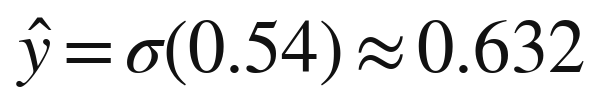 ŷ = σ(0.54) ≈ 0.632